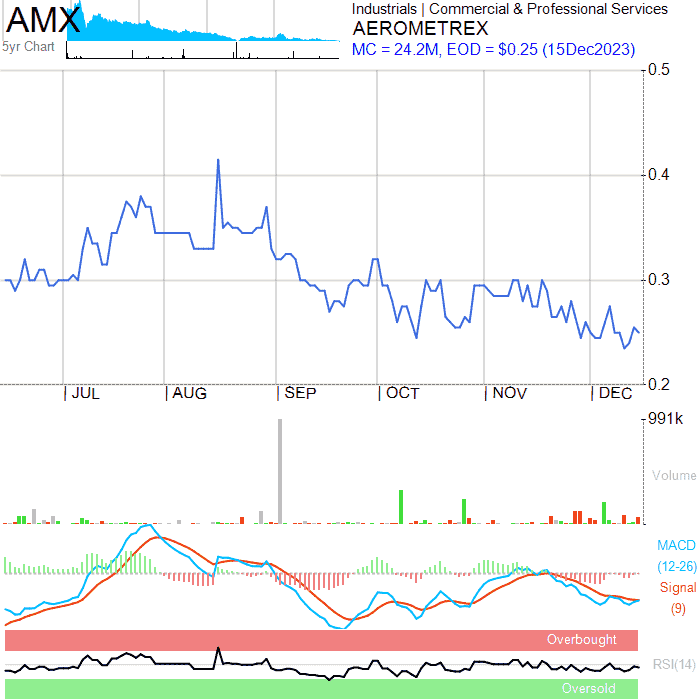 AMX
5yr Chart
Industrials | Commercial & Professional Services
AEROMETREX
MC = 24.2M, EOD = $0.25 (15Dec2023)
0.5
0.4
0.3
0.2
JUL AUG SEP OCT NOV DEC
991k
Volume
MACD
(12-26)
Signal
(9)
Overbought
RSI(14)
Oversold